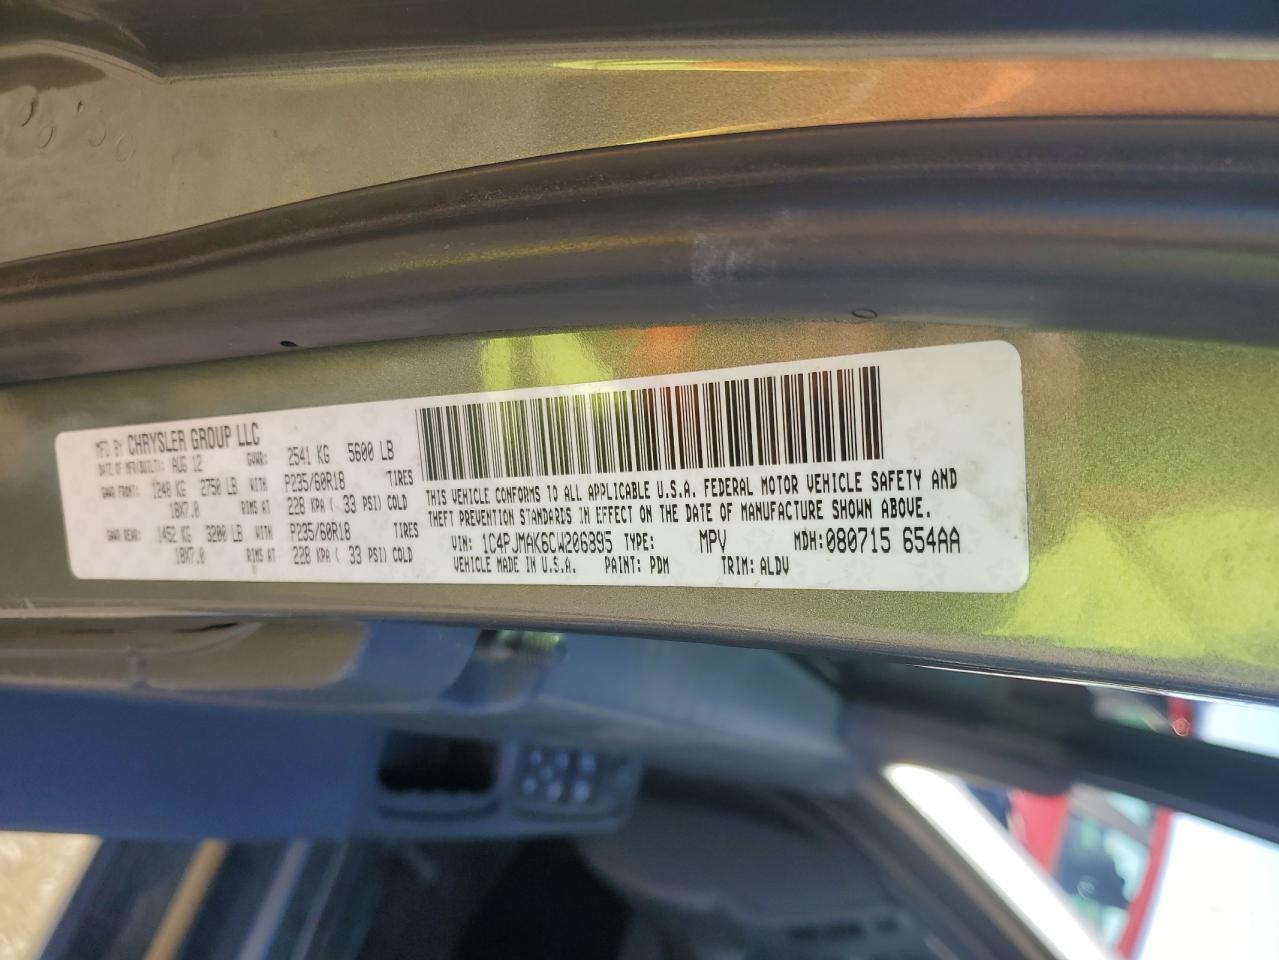 MFD BY CHRYSLER GROUP LLC
DATE OF MFR(BUILT): AUG 12 GVWR: 2541 KG 5600 LB
GAWR FRONT: 1248 KG 2750 LB WITH P235/60R18 TIRES
18X7.0 RIMS AT 228 KPA ( 33 PSI) COLD
GAWR REAR: 1452 KG 3200 LB WITH P235/60R18 TIRES
18X7.0 RIMS AT 228 KPA ( 33 PSI) COLD
THIS VEHICLE CONFORMS TO ALL APPLICABLE U.S.A. FEDERAL MOTOR VEHICLE SAFETY AND
THEFT PREVENTION STANDARDS IN EFFECT ON THE DATE OF MANUFACTURE SHOWN ABOVE.
VIN: 1C4PJMAK6CW206895 TYPE: MPV MDH:080715 654AA
VEHICLE MADE IN U.S.A. PAINT: PDM TRIM: ALDV